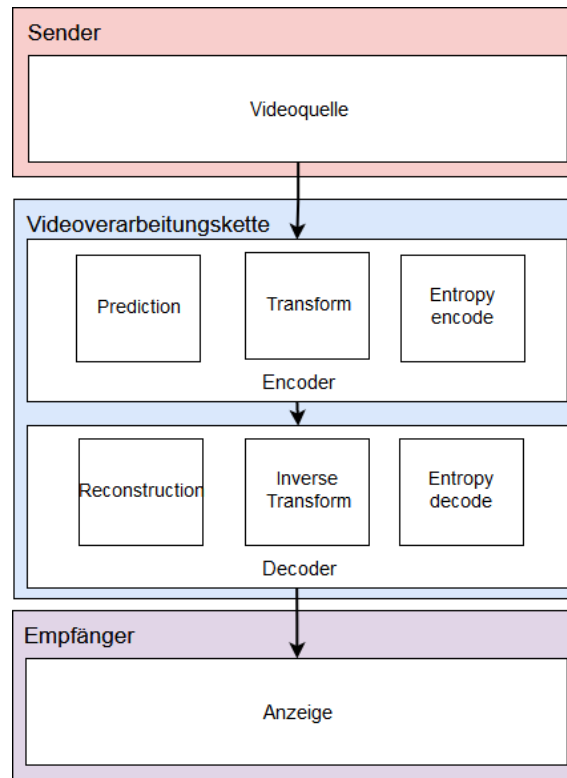 Sender
Videoquelle
Videoverarbeitungskette
Prediction
Transform
Entropy
encode
Encoder
Reconstruction
Inverse
Transform
Entropy
decode
Decoder
Empfänger
Anzeige